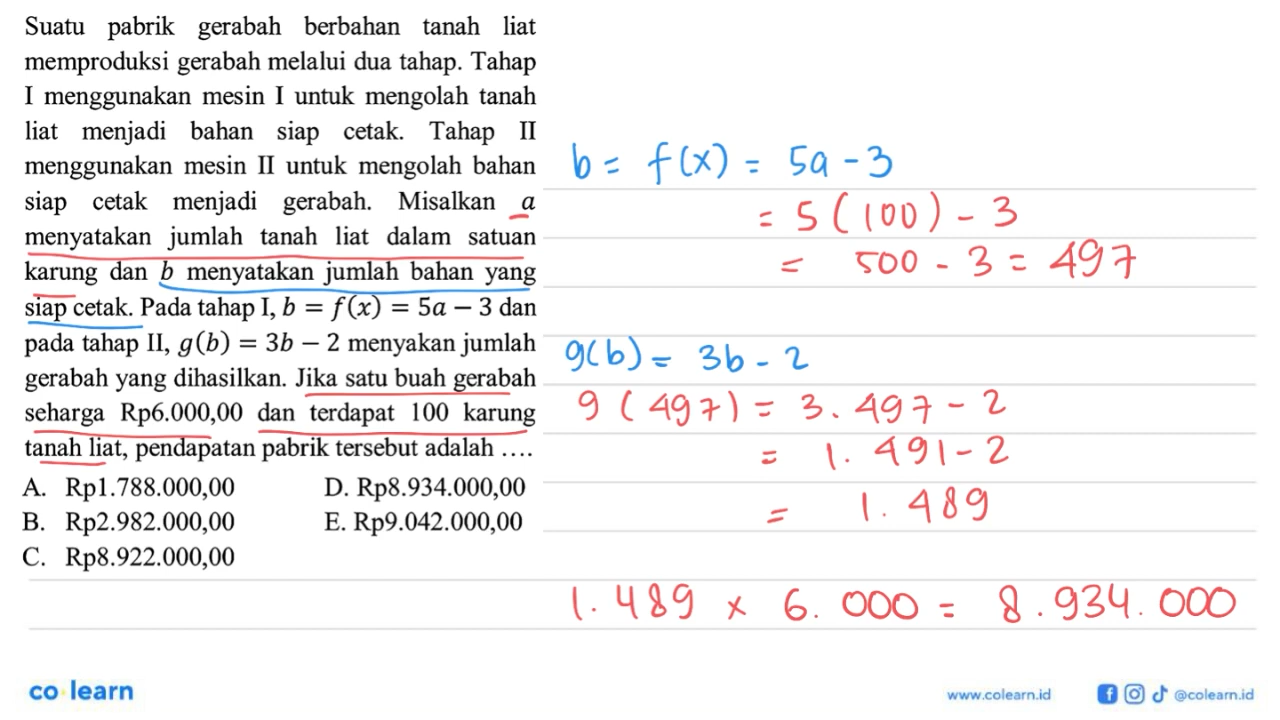 Suatu pabrik gerabah berbahan tanah liat
memproduksi gerabah melalui dua tahap. Tahap
I menggunakan mesin I untuk mengolah tanah
liat menjadi bahan siap cetak. Tahap II
menggunakan mesin II untuk mengolah bahan
siap cetak menjadi gerabah. Misalkan a
menyatakan jumlah tanah liat dalam satuan
karung dan b menyatakan jumlah bahan yang
siap cetak. Pada tahap I, b = f(x) = 5a − 3 dan
pada tahap II, g(b) = 3b − 2 menyakan jumlah
gerabah yang dihasilkan. Jika satu buah gerabah
seharga Rp6.000,00 dan terdapat 100 karung
tanah liat, pendapatan pabrik tersebut adalah ....
A. Rp1.788.000,00
B. Rp2.982.000,00
C. Rp8.922.000,00
D. Rp8.934.000,00
E. Rp9.042.000,00
b = f(x) = 5a - 3
= 5(100) - 3
= 500 - 3 = 497
g(b) = 3b - 2
g(497) = 3.497 - 2
= 1.491 - 2
= 1.489
1.489 x 6.000 = 8.934.000
co learn
www.colearn.id
@colearn.id